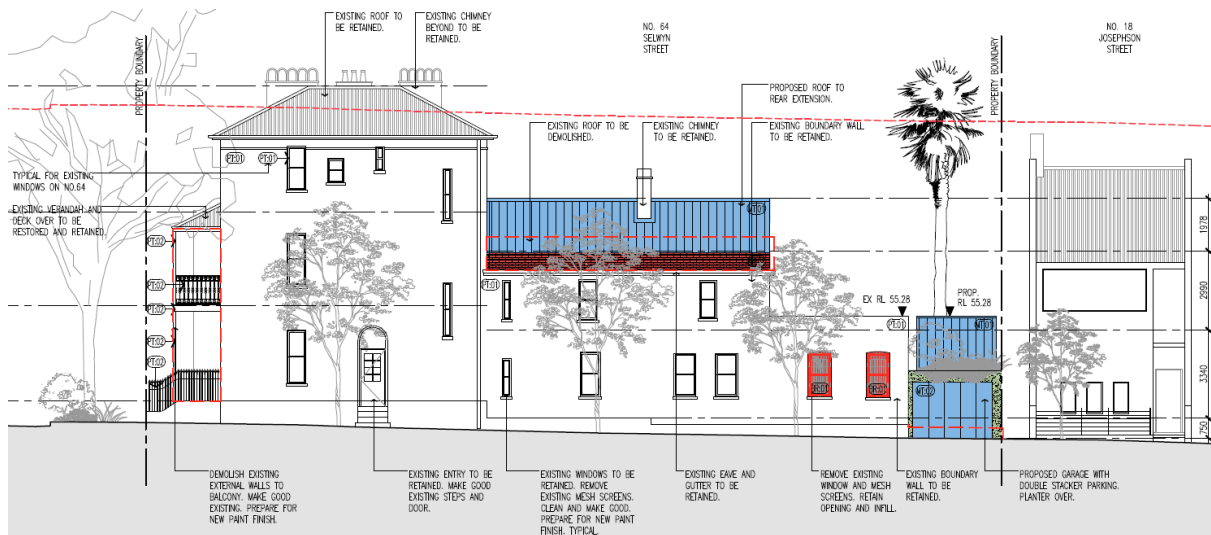 EXISTING ROOF TO
BE RETAINED.
EXISTING CHIMNEY
BEYOND TO BE
RETAINED.
NO. 64
SELWYN
STREET
NO. 18
JOSEPHSON
STREET
PROPERTY BOUNDARY
PROPERTY BOUNDARY
PROPOSED ROOF TO
REAR EXTENSION.
EXISTING ROOF TO BE
DEMOLISHED.
EXISTING CHIMNEY
TO BE RETAINED.
EXISTING BOUNDARY WALL
TO BE RETAINED.
PT:01
PT:01
TYPICAL FOR EXISTING
WINDOWS ON NO.64
EXISTING VERANDAH AND
DECK OVER TO BE
RESTORED AND RETAINED.
MT:01
1978
PT:02
PT:02
PT:02
PT:02
PT:02
PT:01
2990
EX RL 55.28
PROP.
RL 55.28
PT:01
MT:01
3340
MT:02
750
DEMOLISH EXISTING
EXTERNAL WALLS TO
BALCONY. MAKE GOOD
EXISTING. PREPARE FOR
NEW PAINT FINISH.
EXISTING ENTRY TO BE
RETAINED. MAKE GOOD
EXISTING STEPS AND
DOOR.
EXISTING WINDOWS TO BE
RETAINED. REMOVE
EXISTING MESH SCREENS.
CLEAN AND MAKE GOOD.
PREPARE FOR NEW PAINT
FINISH. TYPICAL.
EXISTING EAVE AND
GUTTER TO BE
RETAINED.
REMOVE EXISTING
WINDOW AND MESH
SCREENS. RETAIN
OPENING AND INFILL.
EXISTING BOUNDARY
WALL TO BE
RETAINED.
PROPOSED GARAGE WITH
DOUBLE STACKER PARKING.
PLANTER OVER.